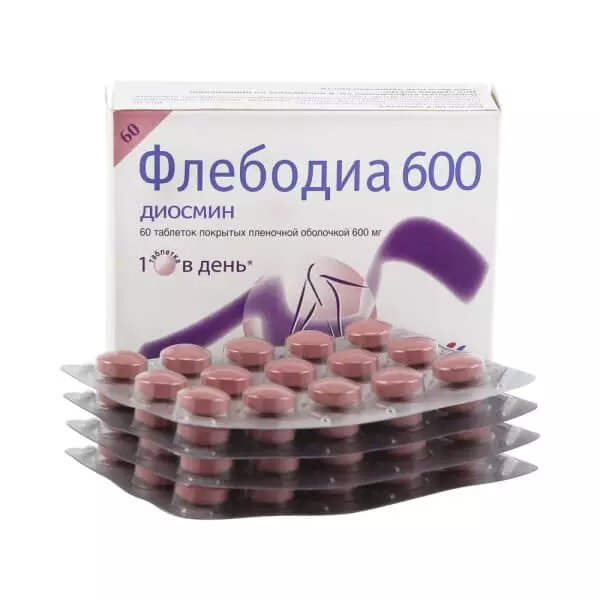 60
Флебодиа 600
диосмин
60 таблеток покрытых пленочной оболочкой 600 мг
1 таблетка в день*